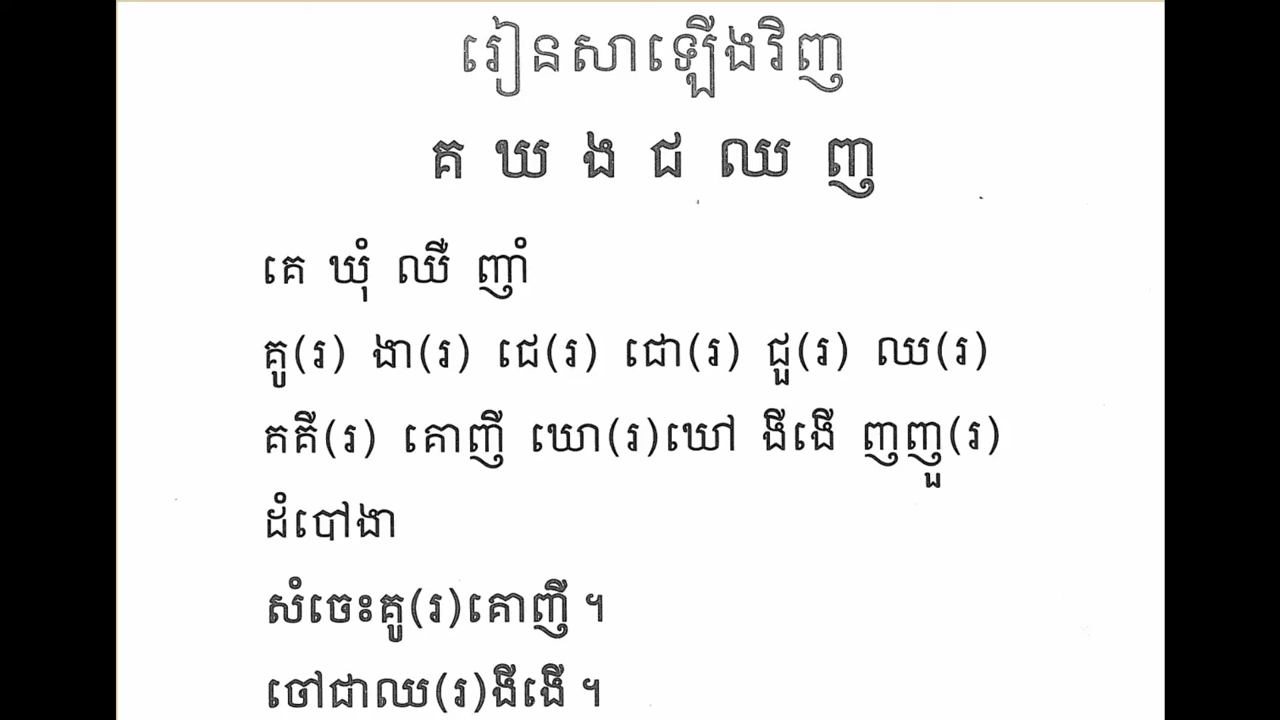 រៀនសាឡើងវិញ
គ ឃ ង ជ ឈ ញ
គេ ឃុំ ឈឺ ញាំ
គូ(រ) ងា(រ) ជេ(រ) ជោ(រ) ជួ(រ) ឈ(រ)
គគី(រ) គោញី ឃោ(រ)ឃៅ ងីងើ ញញួ(រ)
ដំបៅងា
សំចេះគូ(រ)គោញី ។
ចៅជាឈ(រ)ងីងើ ។